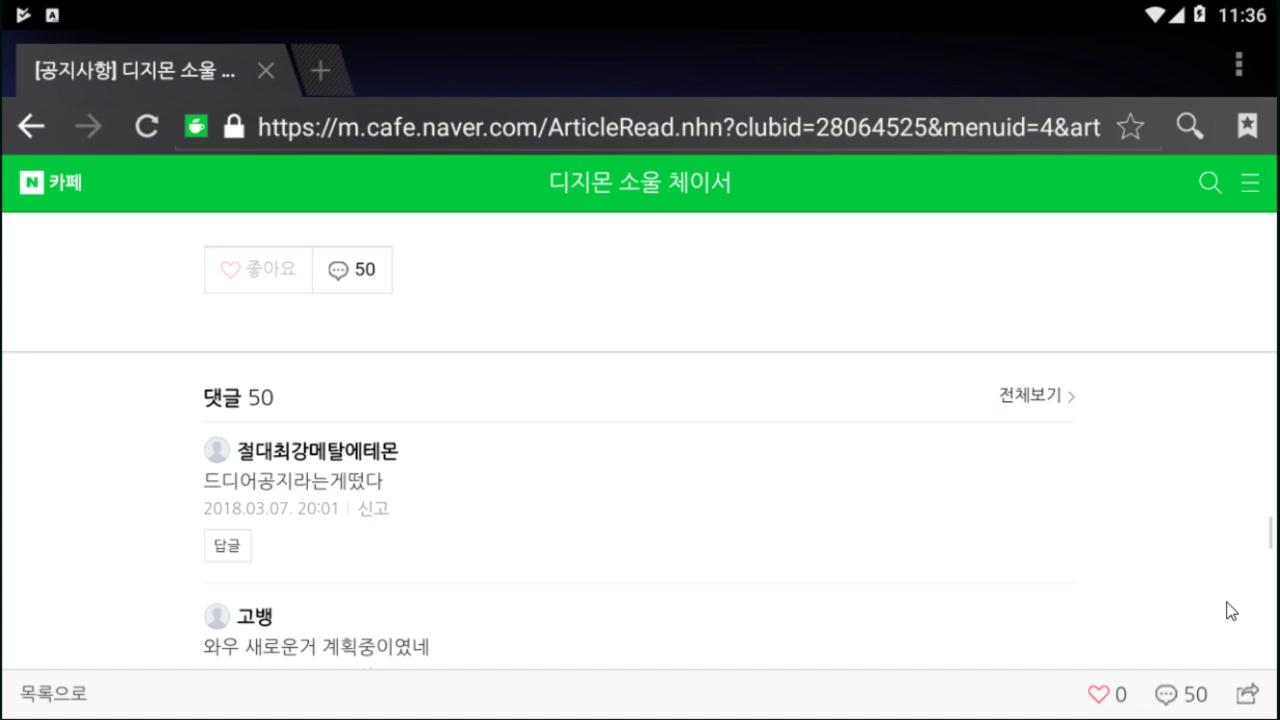 A
11:36
[공지사항] 디지몬 소울 ...
https://m.cafe.naver.com/ArticleRead.nhn?clubid=28064525&menuid=4&art
N 카페
디지몬 소울 체이서
좋아요 50
댓글 50
전체보기 >
절대최강메탈에테몬
드디어공지라는게떴다
2018.03.07. 20:01 | 신고
답글
고뱅
와우 새로운거 계획중이였네
목록으로
0 50